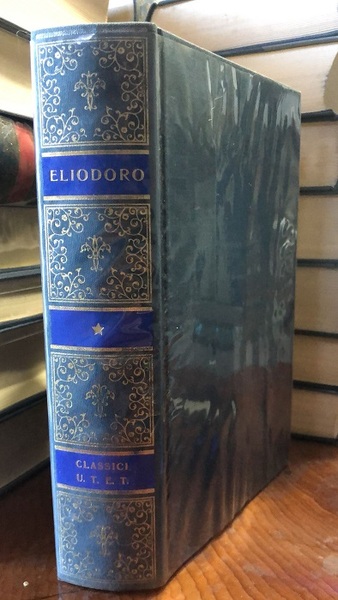 ELIODORO
CLASSICI
U. T. E. T.